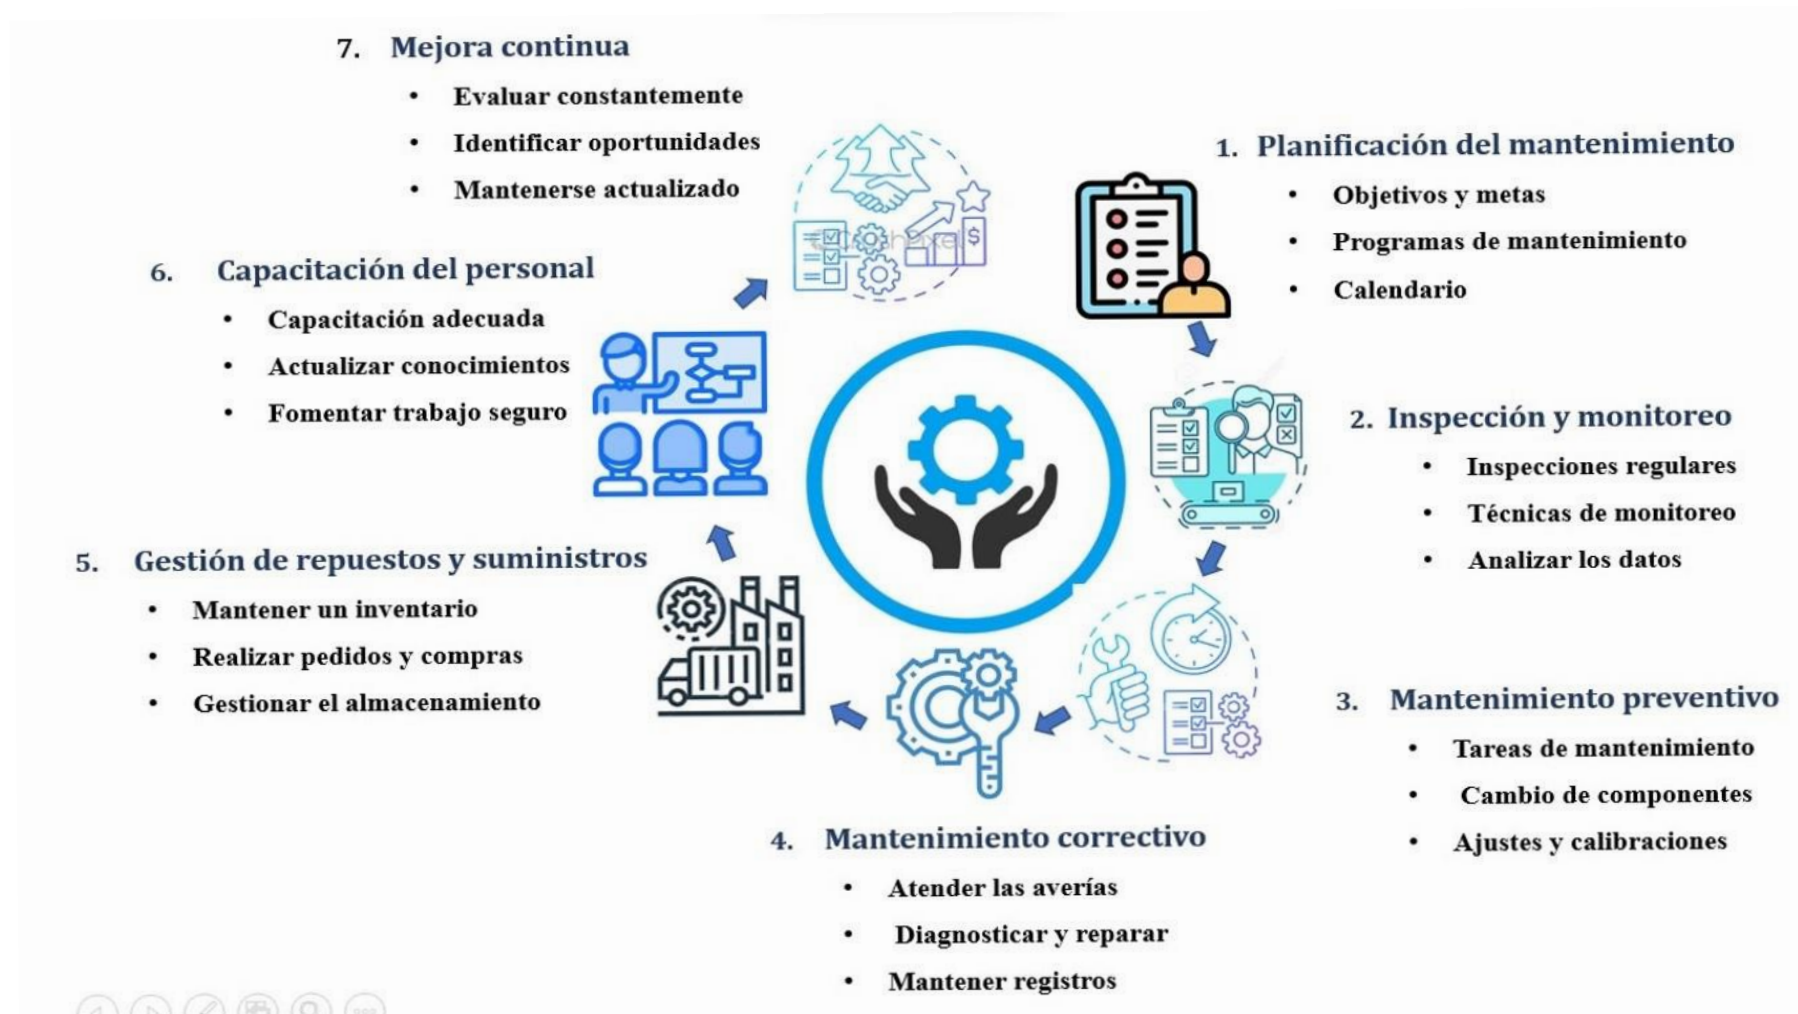 7. Mejora continua
• Evaluar constantemente
• Identificar oportunidades
• Mantenerse actualizado
1. Planificación del mantenimiento
• Objetivos y metas
• Programas de mantenimiento
• Calendario
6. Capacitación del personal
• Capacitación adecuada
• Actualizar conocimientos
• Fomentar trabajo seguro
$
2. Inspección y monitoreo
• Inspecciones regulares
• Técnicas de monitoreo
• Analizar los datos
5. Gestión de repuestos y suministros
• Mantener un inventario
• Realizar pedidos y compras
• Gestionar el almacenamiento
3. Mantenimiento preventivo
• Tareas de mantenimiento
• Cambio de componentes
• Ajustes y calibraciones
4. Mantenimiento correctivo
• Atender las averías
• Diagnosticar y reparar
• Mantener registros